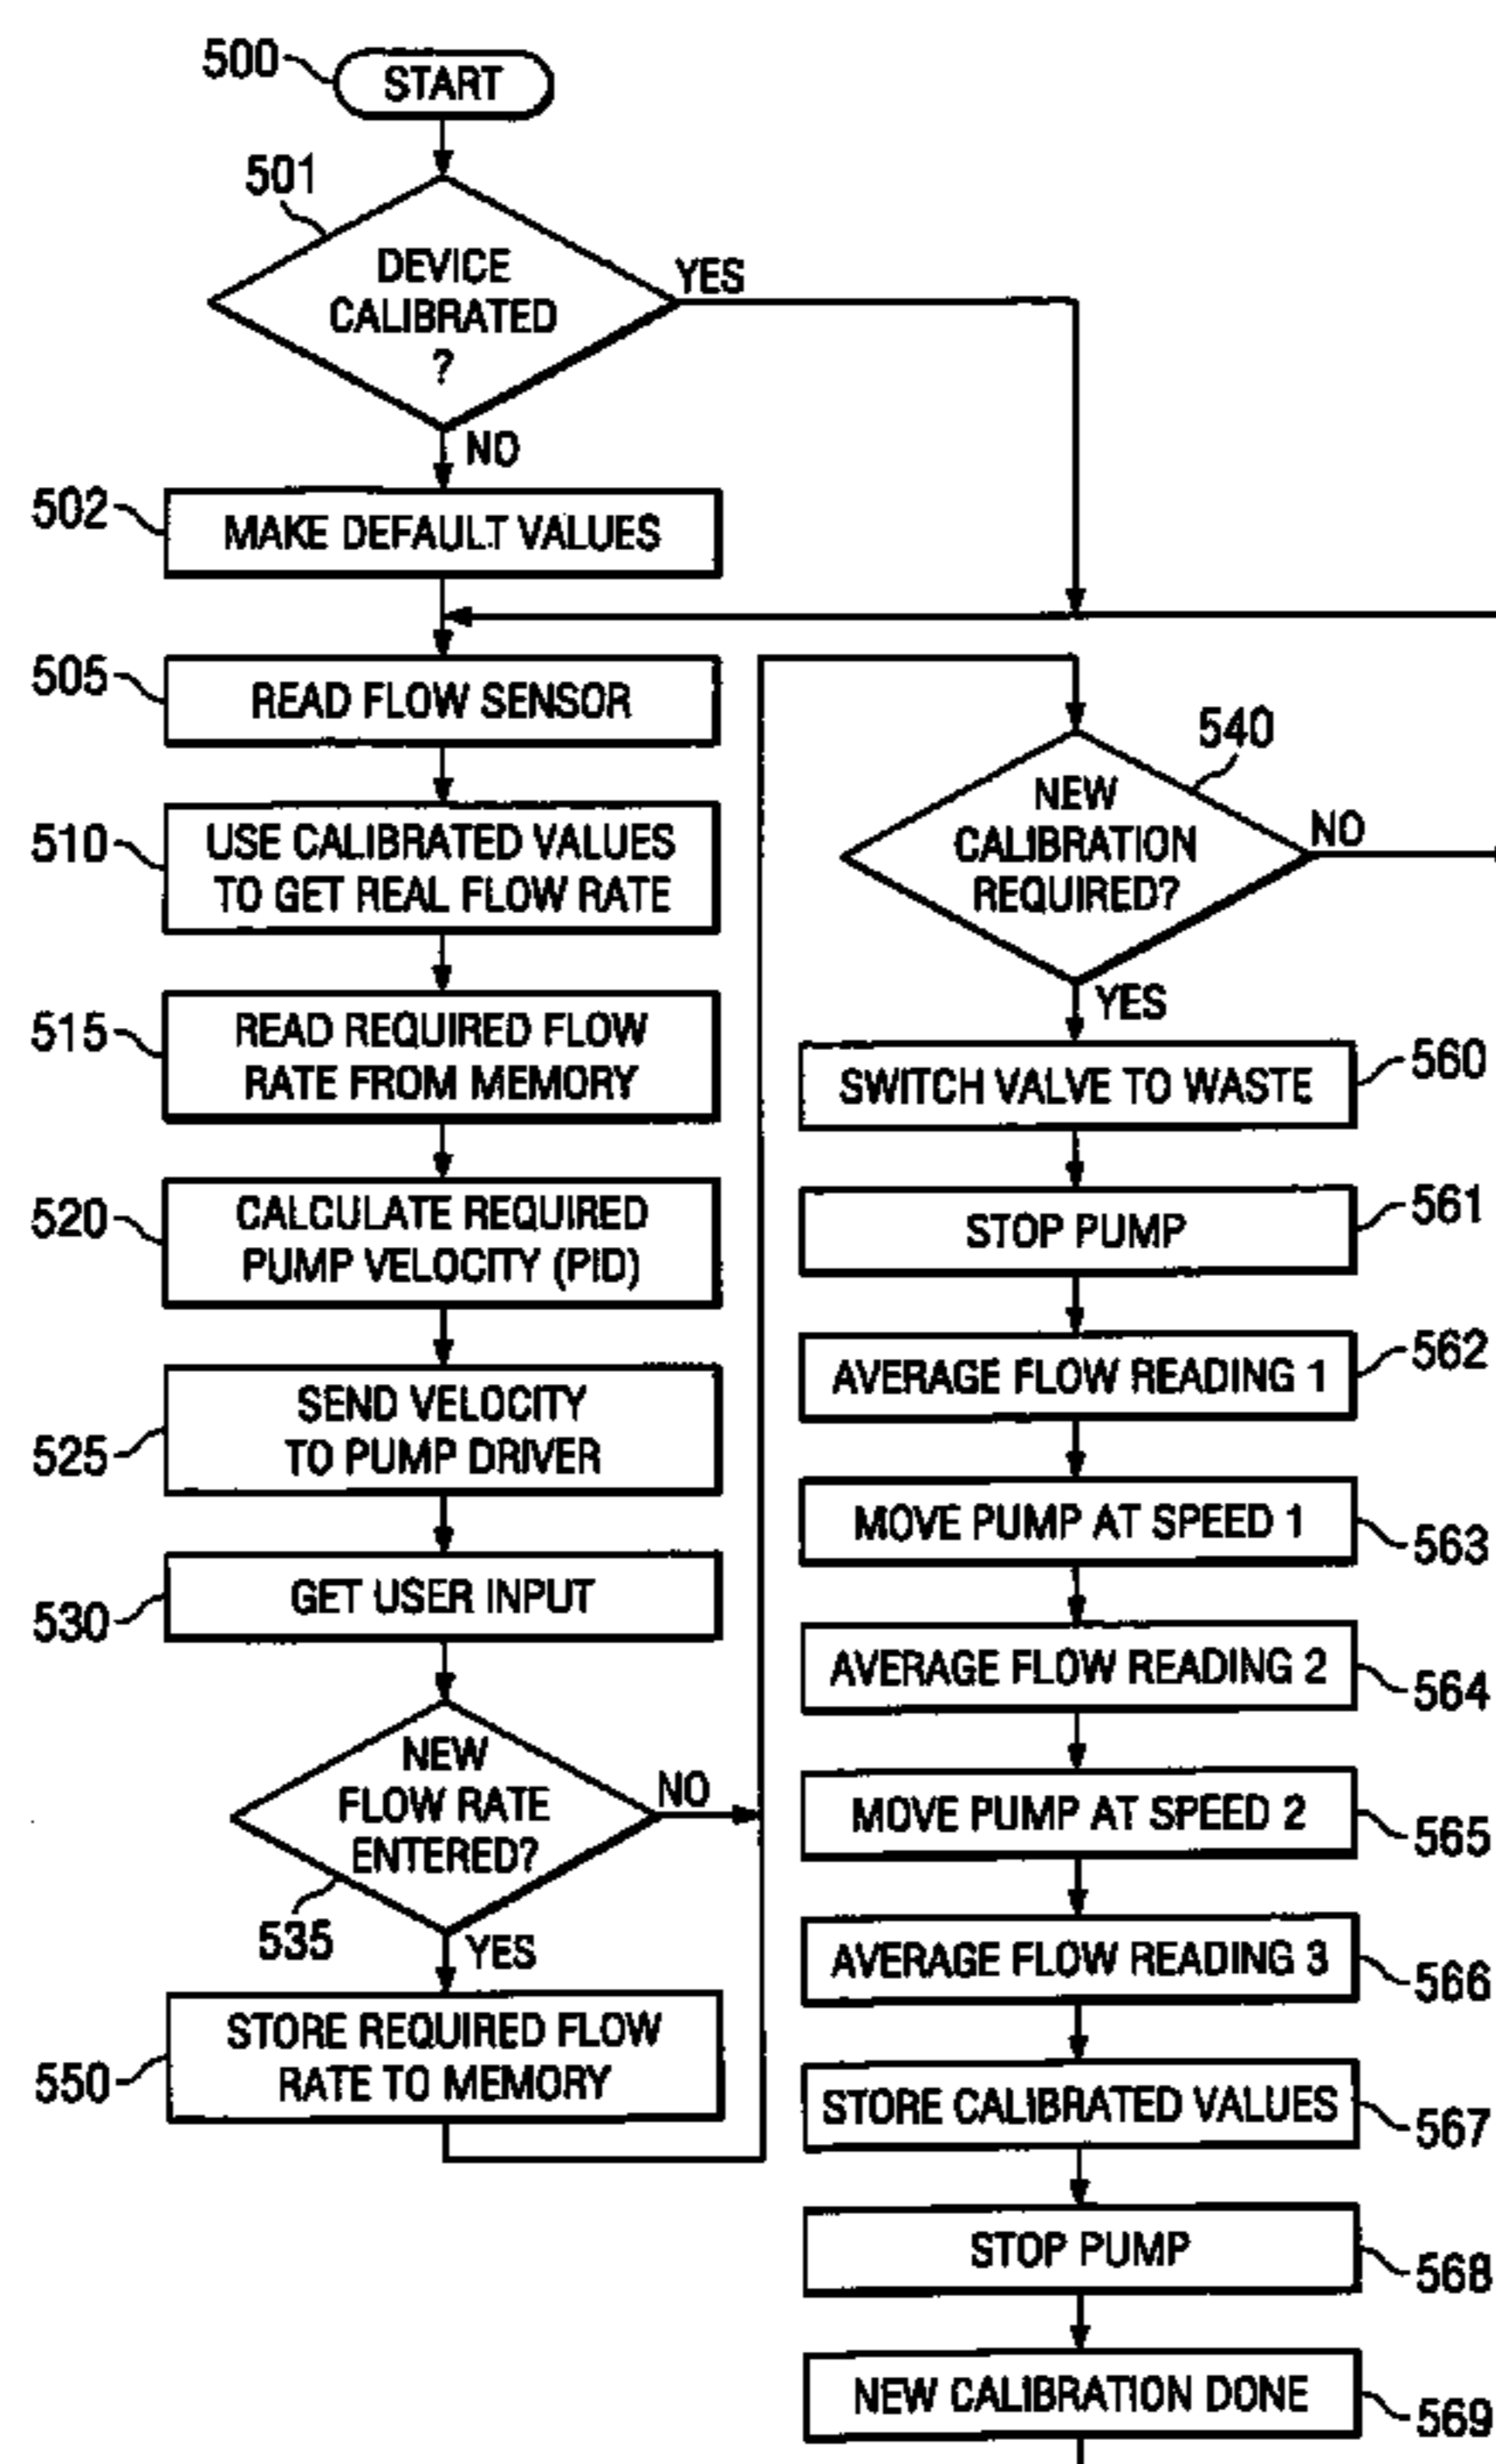 500
START
501
DEVICE
CALIBRATED
?
YES
NO
502
MAKE DEFAULT VALUES
505
READ FLOW SENSOR
510
USE CALIBRATED VALUES
TO GET REAL FLOW RATE
515
READ REQUIRED FLOW
RATE FROM MEMORY
520
CALCULATE REQUIRED
PUMP VELOCITY (PID)
525
SEND VELOCITY
TO PUMP DRIVER
530
GET USER INPUT
NEW
FLOW RATE
ENTERED?
NO
535
YES
550
STORE REQUIRED FLOW
RATE TO MEMORY
540
NEW
CALIBRATION
REQUIRED?
NO
YES
SWITCH VALVE TO WASTE
560
STOP PUMP
561
AVERAGE FLOW READING 1
562
MOVE PUMP AT SPEED 1
563
AVERAGE FLOW READING 2
564
MOVE PUMP AT SPEED 2
565
AVERAGE FLOW READING 3
566
STORE CALIBRATED VALUES
567
STOP PUMP
568
NEW CALIBRATION DONE
569